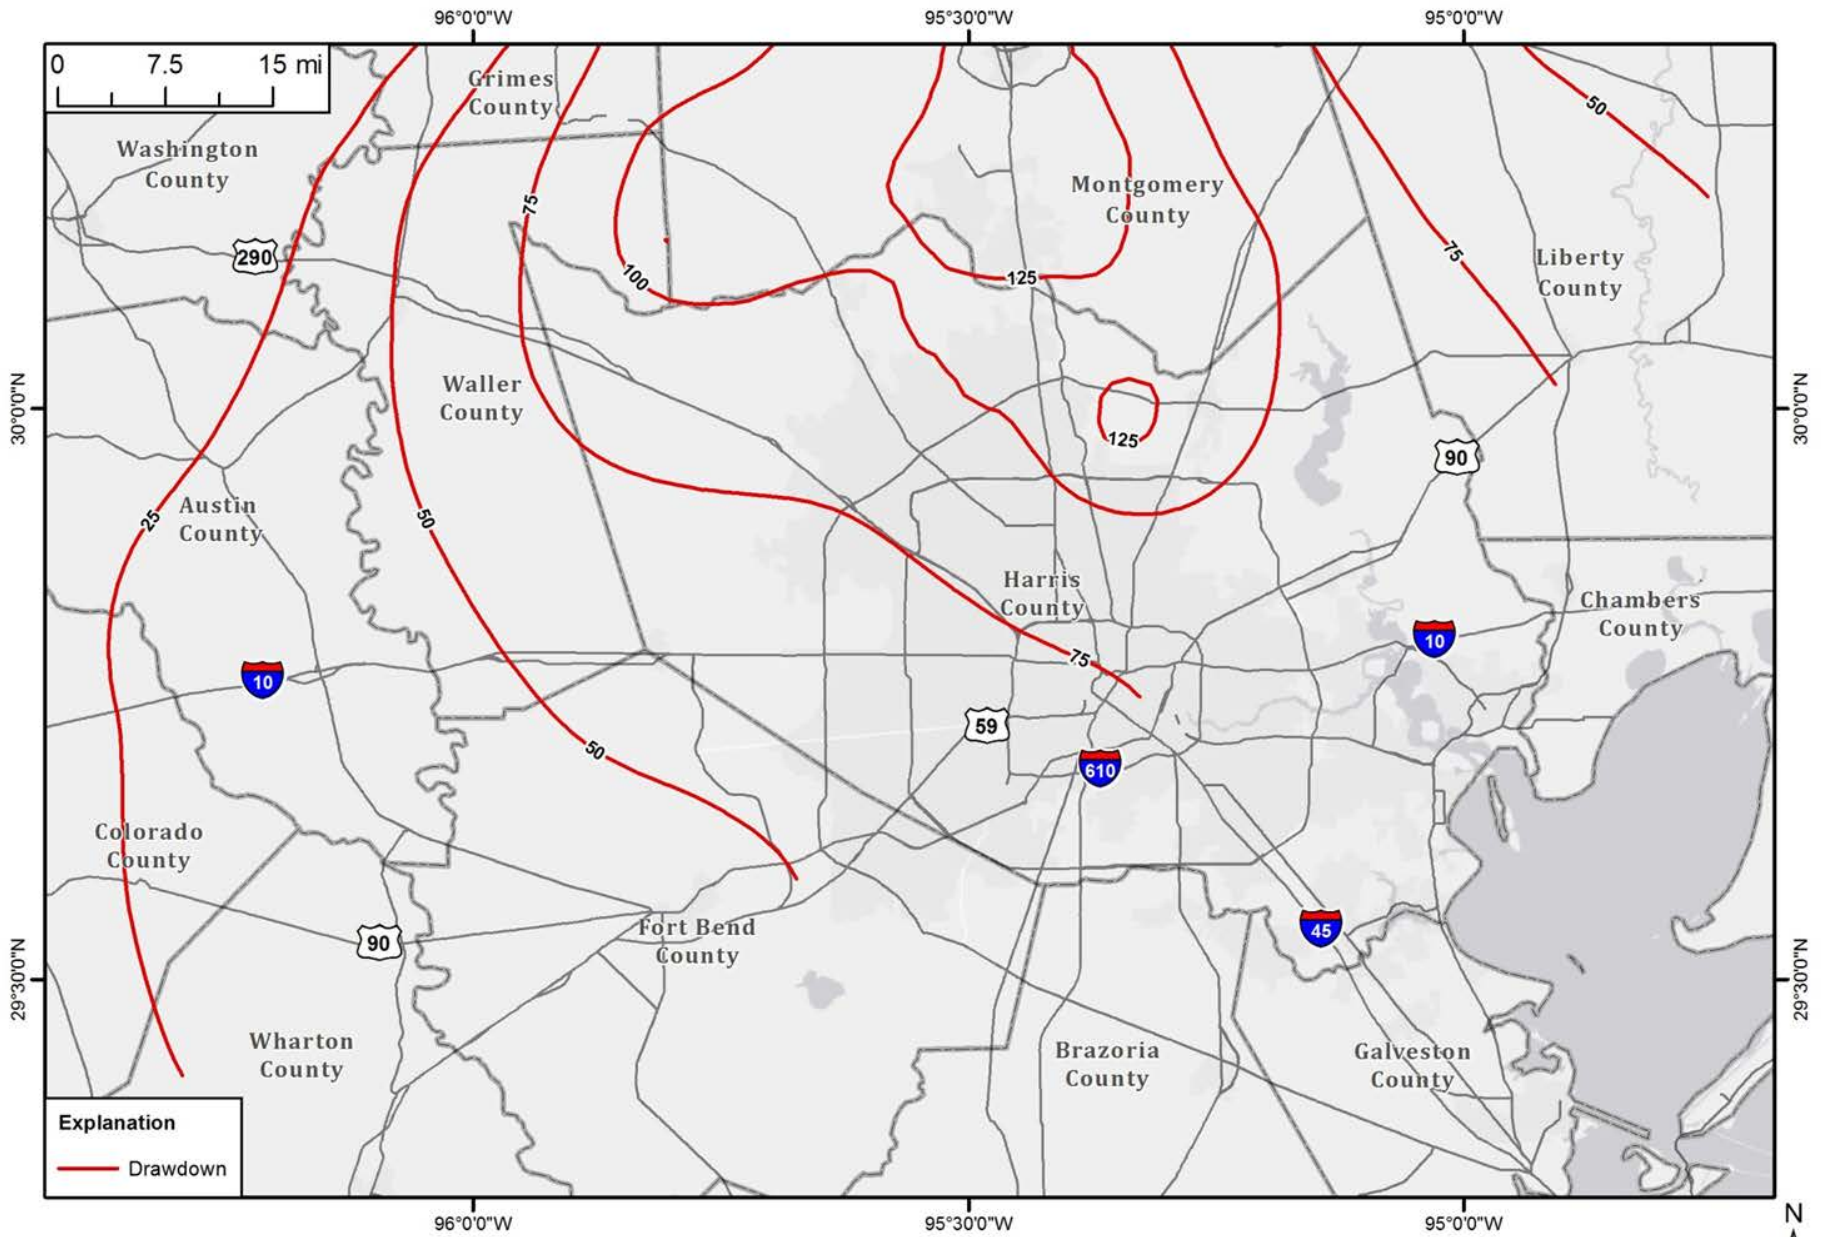 96°0'0"W
95°30'0"W
95°0'0"W
0
7.5
15 mi
Grimes
County
50
Washington
County
Montgomery
County
75
290
75
Liberty
County
100
125
Waller
County
30°0'0"N
30°0'0"N
125
90
Austin
County
25
50
Harris
County
Chambers
County
10
75
10
59
50
610
Colorado
County
90
Fort Bend
County
45
29°30'0"N
29°30'0"N
Wharton
County
Brazoria
County
Galveston
County
Explanation
Drawdown
96°0'0"W
95°30'0"W
95°0'0"W
N